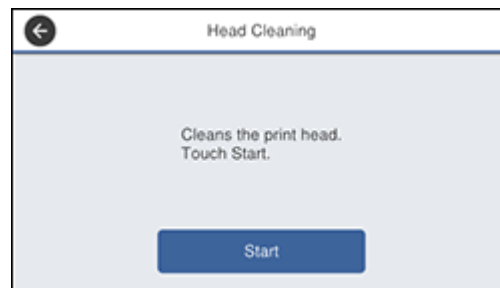 Head Cleaning
Cleans the print head.
Touch Start.
Start